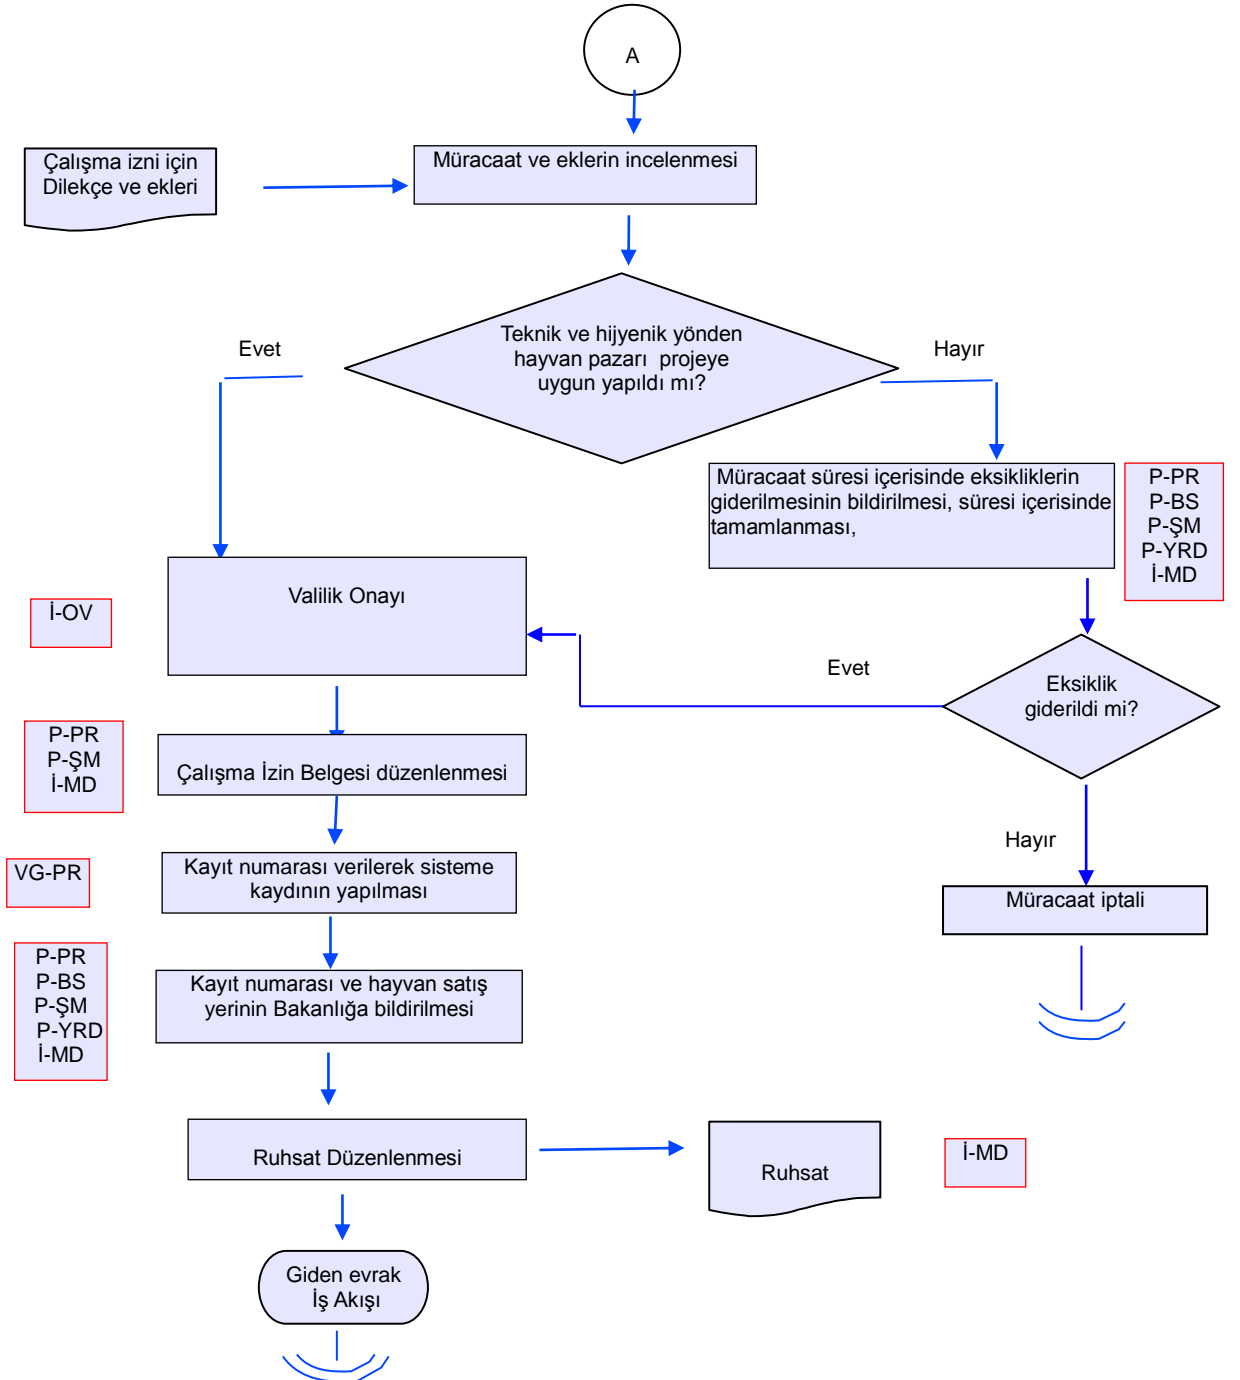 A
Çalışma izni için
Dilekçe ve ekleri
Müracaat ve eklerin incelenmesi
Teknik ve hijyenik yönden
hayvan pazarı projeye
uygun yapıldı mı?
Evet
Hayır
Müracaat süresi içerisinde eksikliklerin
giderilmesinin bildirilmesi, süresi içerisinde
tamamlanması,
P-PR
P-BS
P-ŞM
P-YRD
İ-MD
Valilik Onayı
İ-OV
Evet
Eksiklik
giderildi mi?
P-PR
P-ŞM
İ-MD
Çalışma İzin Belgesi düzenlenmesi
Hayır
VG-PR
Kayıt numarası verilerek sisteme
kaydının yapılması
Müracaat iptali
P-PR
P-BS
P-ŞM
P-YRD
İ-MD
Kayıt numarası ve hayvan satış
yerinin Bakanlığa bildirilmesi
Ruhsat Düzenlenmesi
Ruhsat
İ-MD
Giden evrak
İş Akışı